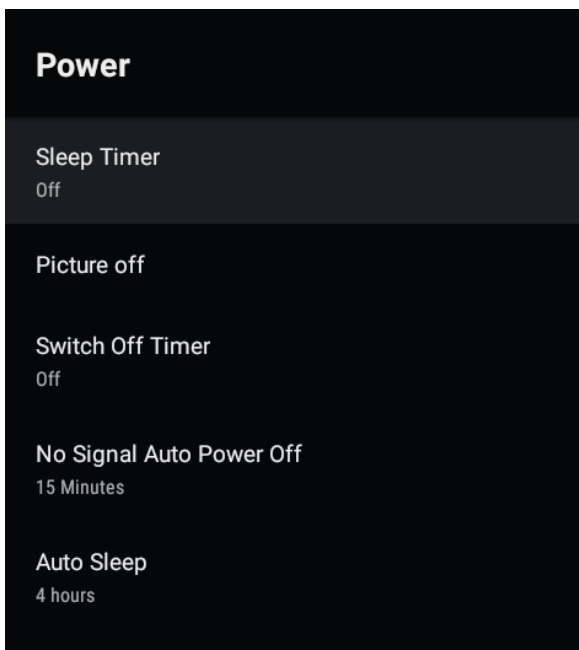 Power
Sleep Timer
Off
Picture off
Switch Off Timer
Off
No Signal Auto Power Off
15 Minutes
Auto Sleep
4 hours